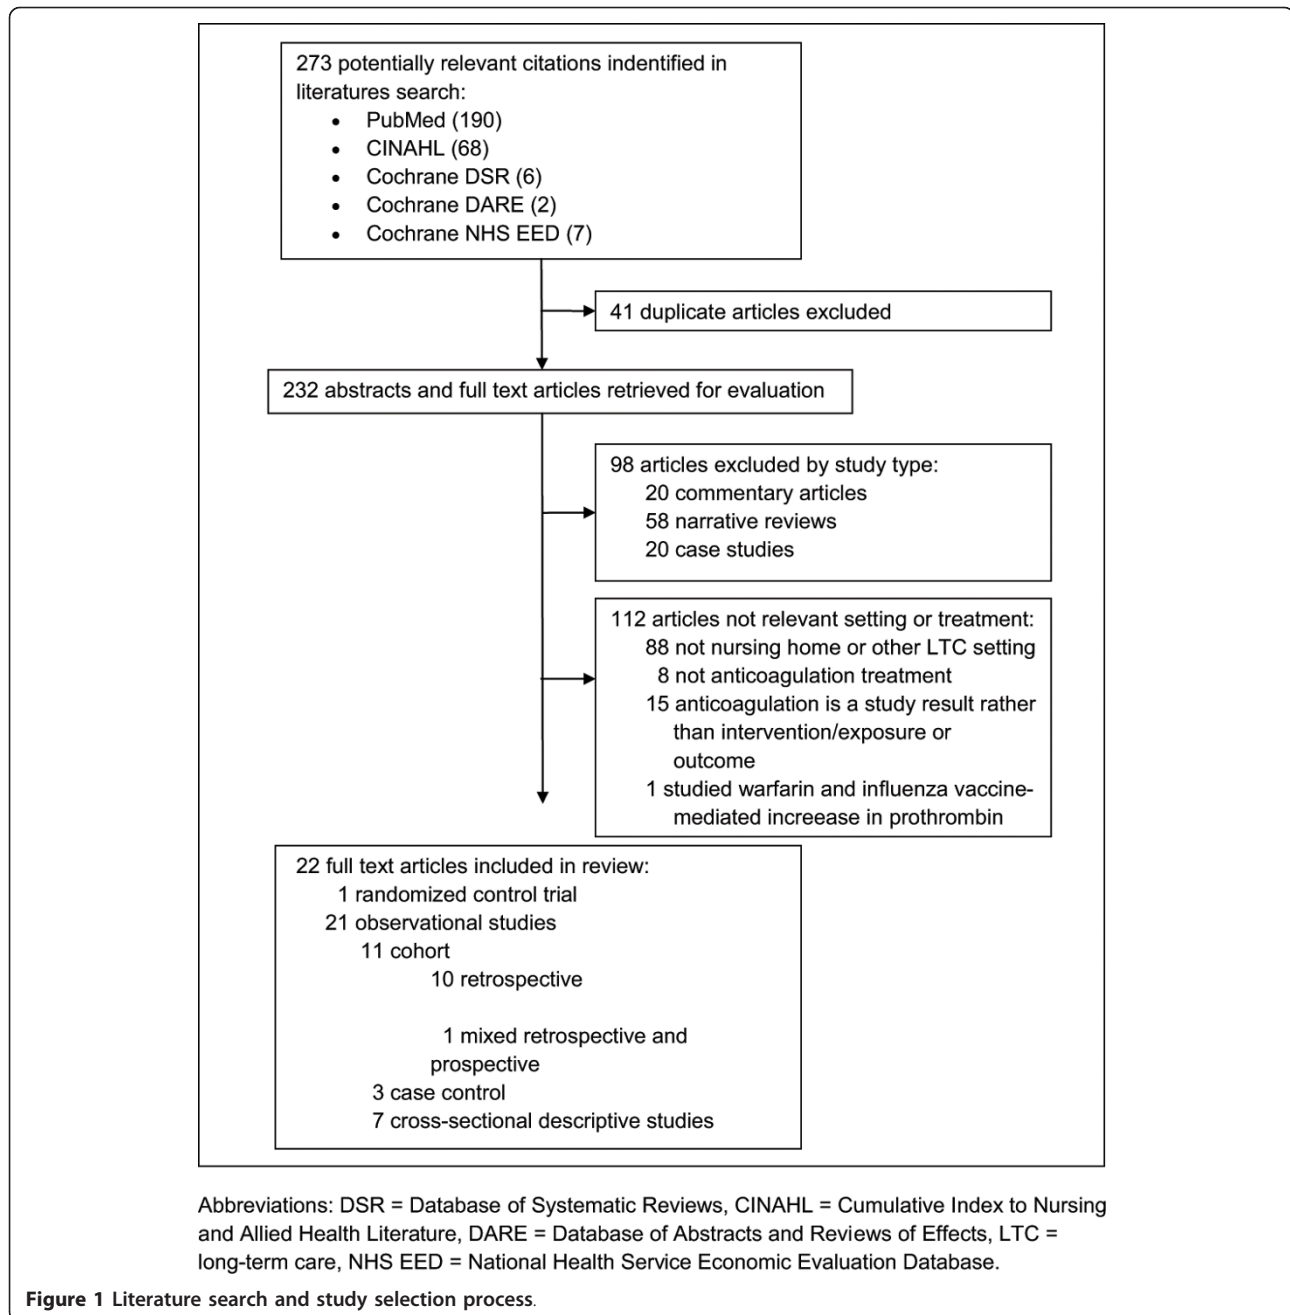 273 potentially relevant citations indentified in
literatures search:
• PubMed (190)
• CINAHL (68)
• Cochrane DSR (6)
• Cochrane DARE (2)
• Cochrane NHS EED (7)
41 duplicate articles excluded
232 abstracts and full text articles retrieved for evaluation
98 articles excluded by study type:
20 commentary articles
58 narrative reviews
20 case studies
112 articles not relevant setting or treatment:
88 not nursing home or other LTC setting
8 not anticoagulation treatment
15 anticoagulation is a study result rather
than intervention/exposure or
outcome
1 studied warfarin and influenza vaccine-
mediated increease in prothrombin
22 full text articles included in review:
1 randomized control trial
21 observational studies
11 cohort
10 retrospective
1 mixed retrospective and
prospective
3 case control
7 cross-sectional descriptive studies
Abbreviations: DSR = Database of Systematic Reviews, CINAHL = Cumulative Index to Nursing
and Allied Health Literature, DARE = Database of Abstracts and Reviews of Effects, LTC =
long-term care, NHS EED = National Health Service Economic Evaluation Database.
Figure 1 Literature search and study selection process.